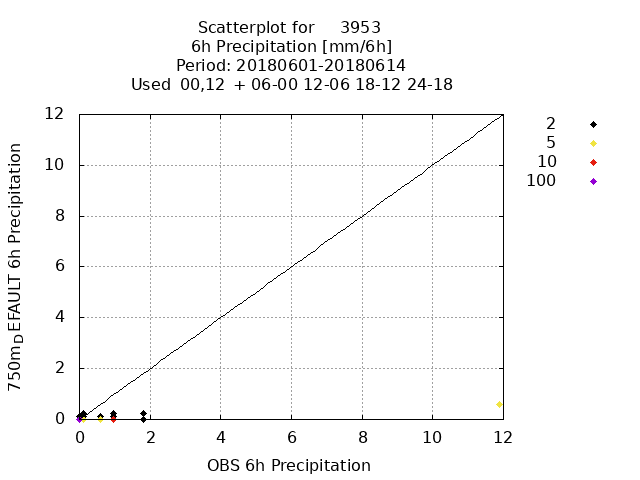 Scatterplot for 3953
6h Precipitation [mm/6h]
Period: 20180601-20180614
Used 00,12 + 06-00 12-06 18-12 24-18
2
5
10
100
12
10
8
6
4
2
0
750m_DEFAULT 6h Precipitation
0 2 4 6 8 10 12
OBS 6h Precipitation